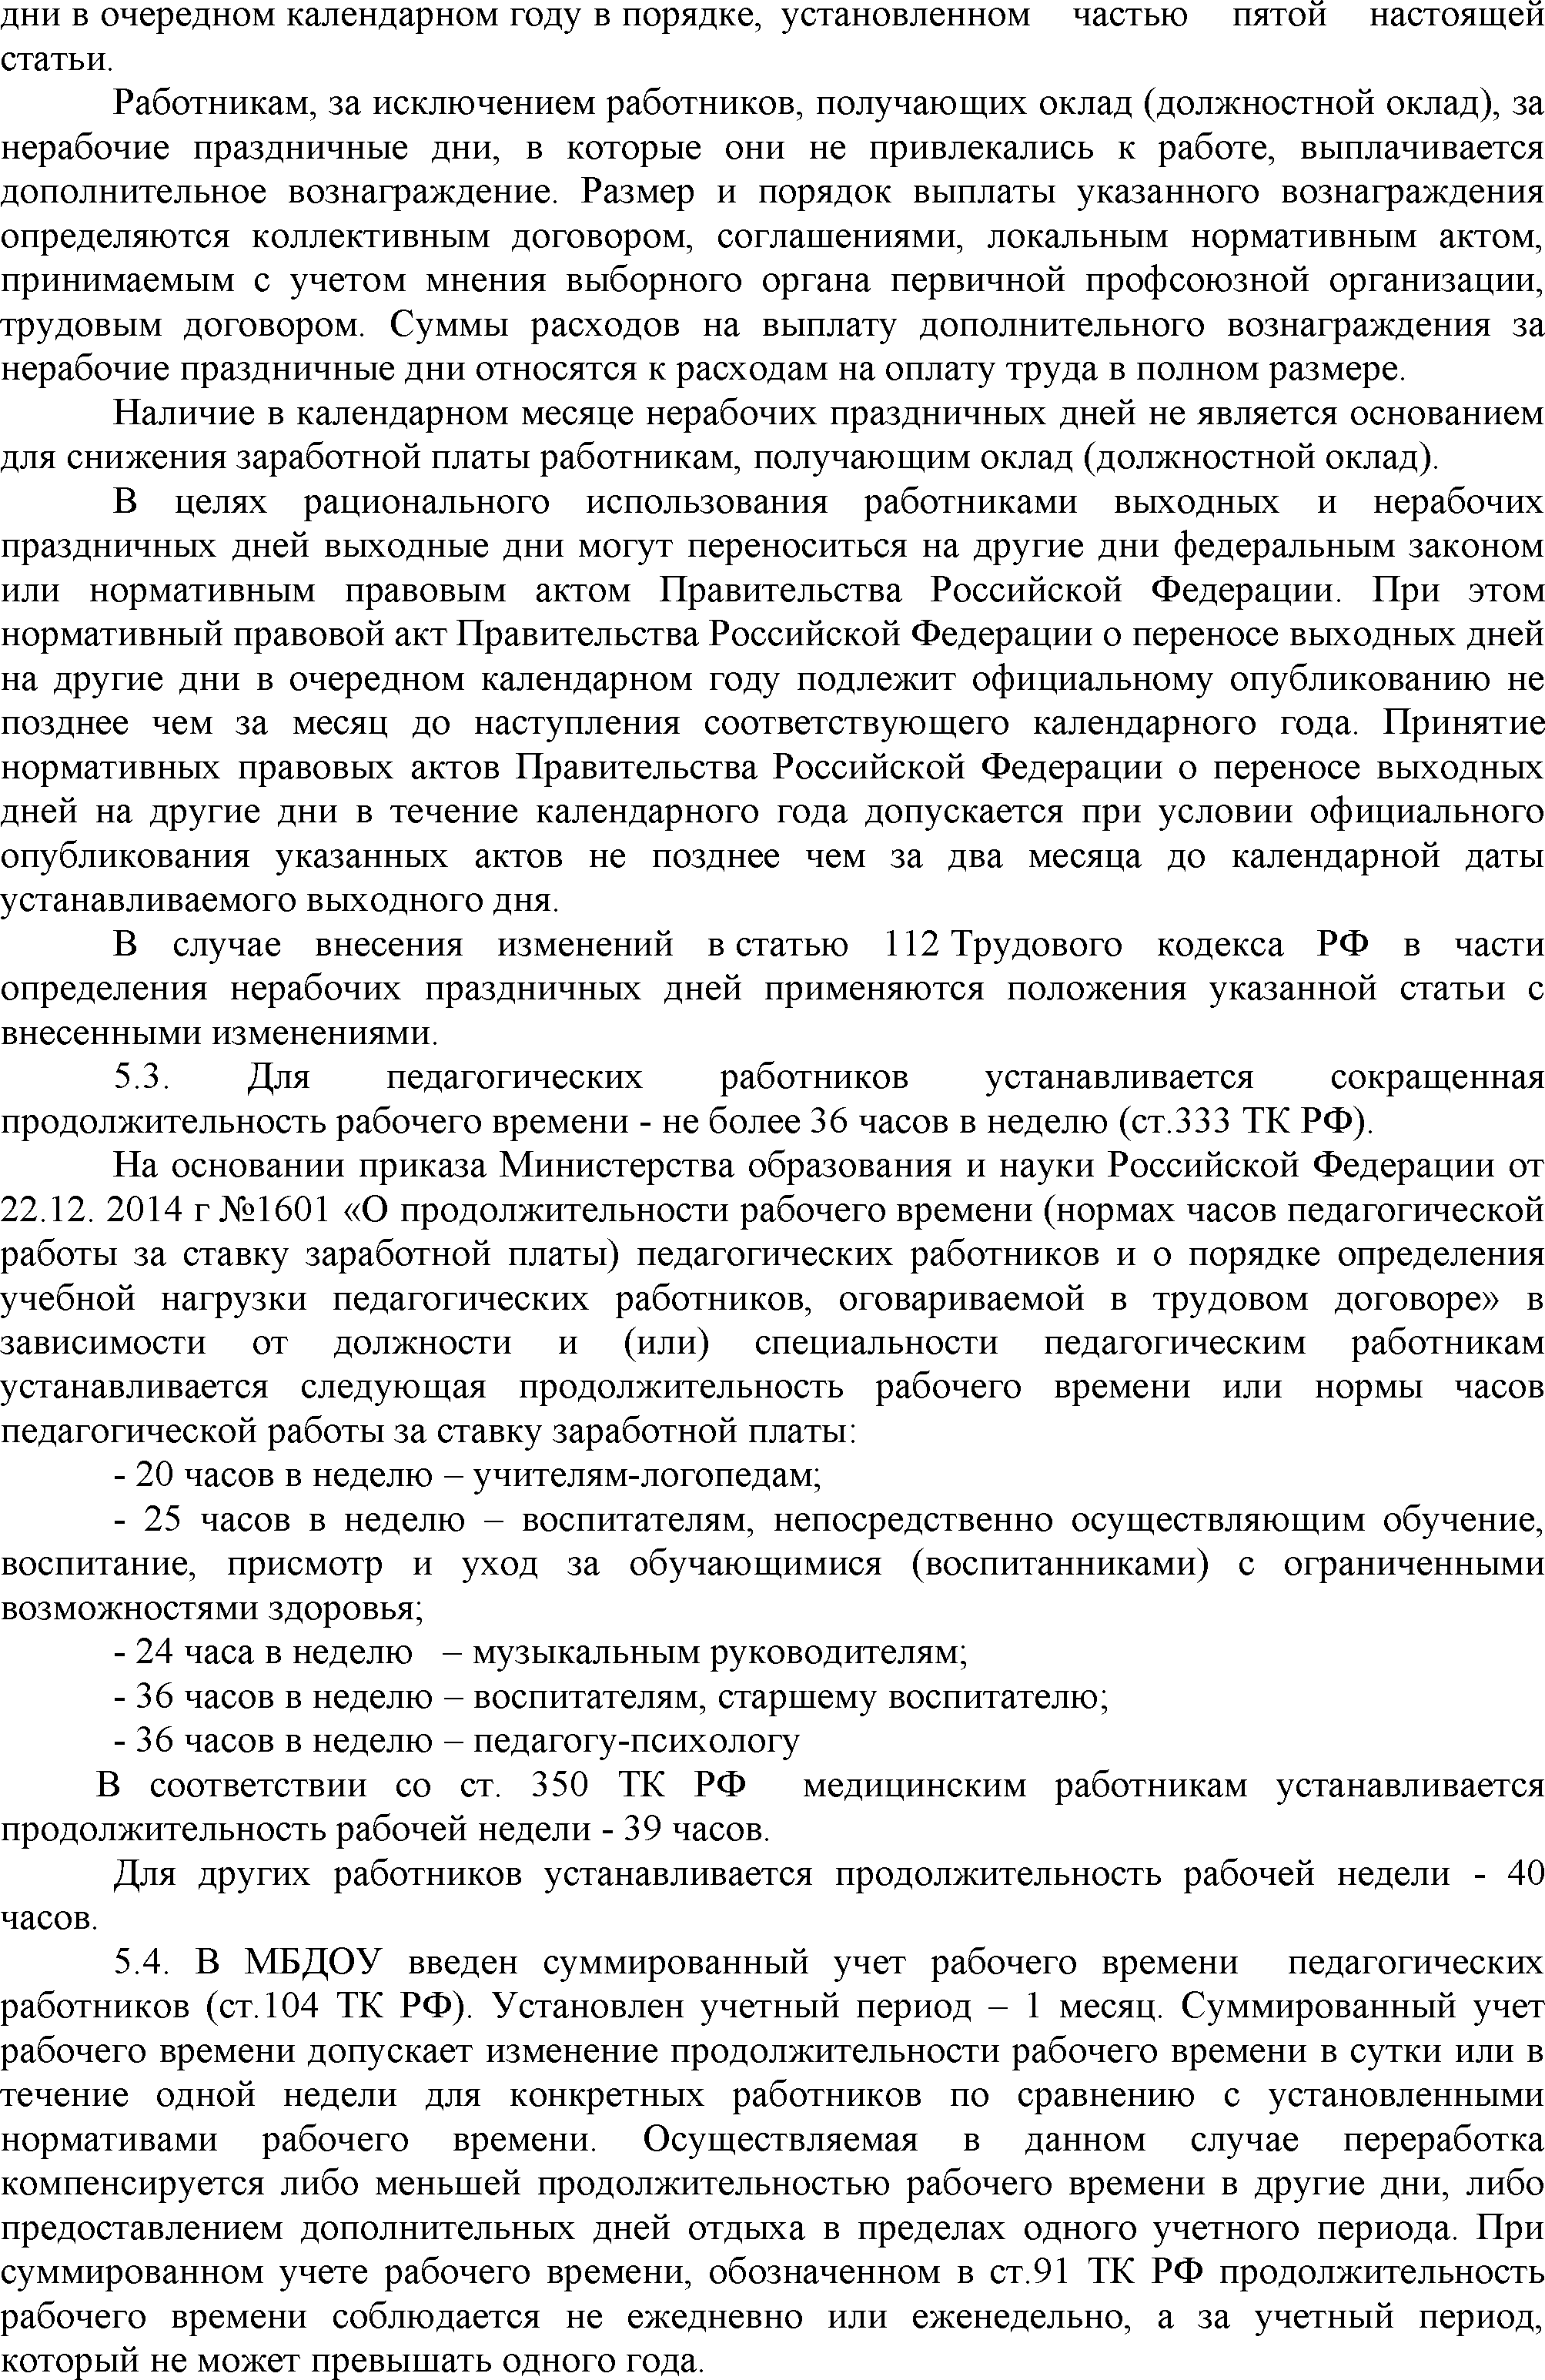 дни в очередном календарном году в порядке, установленном частью пятой настоящей
статьи.
Работникам, за исключением работников, получающих оклад (должностной оклад), за
нерабочие праздничные дни, в которые они не привлекались к работе, выплачивается
дополнительное вознаграждение. Размер и порядок выплаты указанного вознаграждения
определяются коллективным договором, соглашениями, локальным нормативным актом,
принимаемым с учетом мнения выборного органа первичной профсоюзной организации,
трудовым договором. Суммы расходов на выплату дополнительного вознаграждения за
нерабочие праздничные дни относятся к расходам на оплату труда в полном размере.
Наличие в календарном месяце нерабочих праздничных дней не является основанием
для снижения заработной платы работникам, получающим оклад (должностной оклад).
В целях рационального использования работниками выходных и нерабочих
праздничных дней выходные дни могут переноситься на другие дни федеральным законом
или нормативным правовым актом Правительства Российской Федерации. При этом
нормативный правовой акт Правительства Российской Федерации о переносе выходных дней
на другие дни в очередном календарном году подлежит официальному опубликованию не
позднее чем за месяц до наступления соответствующего календарного года. Принятие
нормативных правовых актов Правительства Российской Федерации о переносе выходных
дней на другие дни в течение календарного года допускается при условии официального
опубликования указанных актов не позднее чем за два месяца до календарной даты
устанавливаемого выходного дня.
В случае внесения изменений в статью 112 Трудового кодекса РФ в части
определения нерабочих праздничных дней применяются положения указанной статьи с
внесенными изменениями.
5.3. Для педагогических работников устанавливается сокращенная
продолжительность рабочего времени - не более 36 часов в неделю (ст.333 ТК РФ).
На основании приказа Министерства образования и науки Российской Федерации от
22.12. 2014 г №1601 «О продолжительности рабочего времени (нормах часов педагогической
работы за ставку заработной платы) педагогических работников и о порядке определения
учебной нагрузки педагогических работников, оговариваемой в трудовом договоре» в
зависимости от должности и (или) специальности педагогическим работникам
устанавливается следующая продолжительность рабочего времени или нормы часов
педагогической работы за ставку заработной платы:
- 20 часов в неделю – учителям-логопедам;
- 25 часов в неделю – воспитателям, непосредственно осуществляющим обучение,
воспитание, присмотр и уход за обучающимися (воспитанниками) с ограниченными
возможностями здоровья;
- 24 часа в неделю – музыкальным руководителям;
- 36 часов в неделю – воспитателям, старшему воспитателю;
- 36 часов в неделю – педагогу-психологу
В соответствии со ст. 350 ТК РФ медицинским работникам устанавливается
продолжительность рабочей недели - 39 часов.
Для других работников устанавливается продолжительность рабочей недели - 40
часов.
5.4. В МБДОУ введен суммированный учет рабочего времени педагогических
работников (ст.104 ТК РФ). Установлен учетный период – 1 месяц. Суммированный учет
рабочего времени допускает изменение продолжительности рабочего времени в сутки или в
течение одной недели для конкретных работников по сравнению с установленными
нормативами рабочего времени. Осуществляемая в данном случае переработка
компенсируется либо меньшей продолжительностью рабочего времени в другие дни, либо
предоставлением дополнительных дней отдыха в пределах одного учетного периода. При
суммированном учете рабочего времени, обозначенном в ст.91 ТК РФ продолжительность
рабочего времени соблюдается не ежедневно или еженедельно, а за учетный период,
который не может превышать одного года.